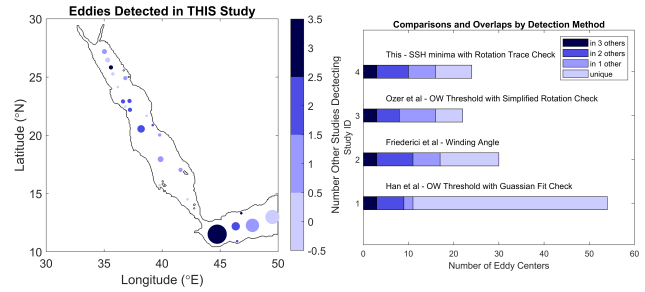 Eddies Detected in THIS Study
30
25
20
15
10
Latitude (°N)
30
35
40
45
50
Longitude (°E)
3.5
3
2.5
2
1.5
1
0.5
0
-0.5
Number Other Studies Dectecting
Comparisons and Overlaps by Detection Method
in 3 others
in 2 others
in 1 other
unique
This - SSH minima with Rotation Trace Check
4
Ozer et al - OW Threshold with Simplified Rotation Check
3
Friederici et al - Winding Angle
2
Han et al - OW Threshold with Guassian Fit Check
1
Study ID
0
10
20
30
40
50
60
Number of Eddy Centers